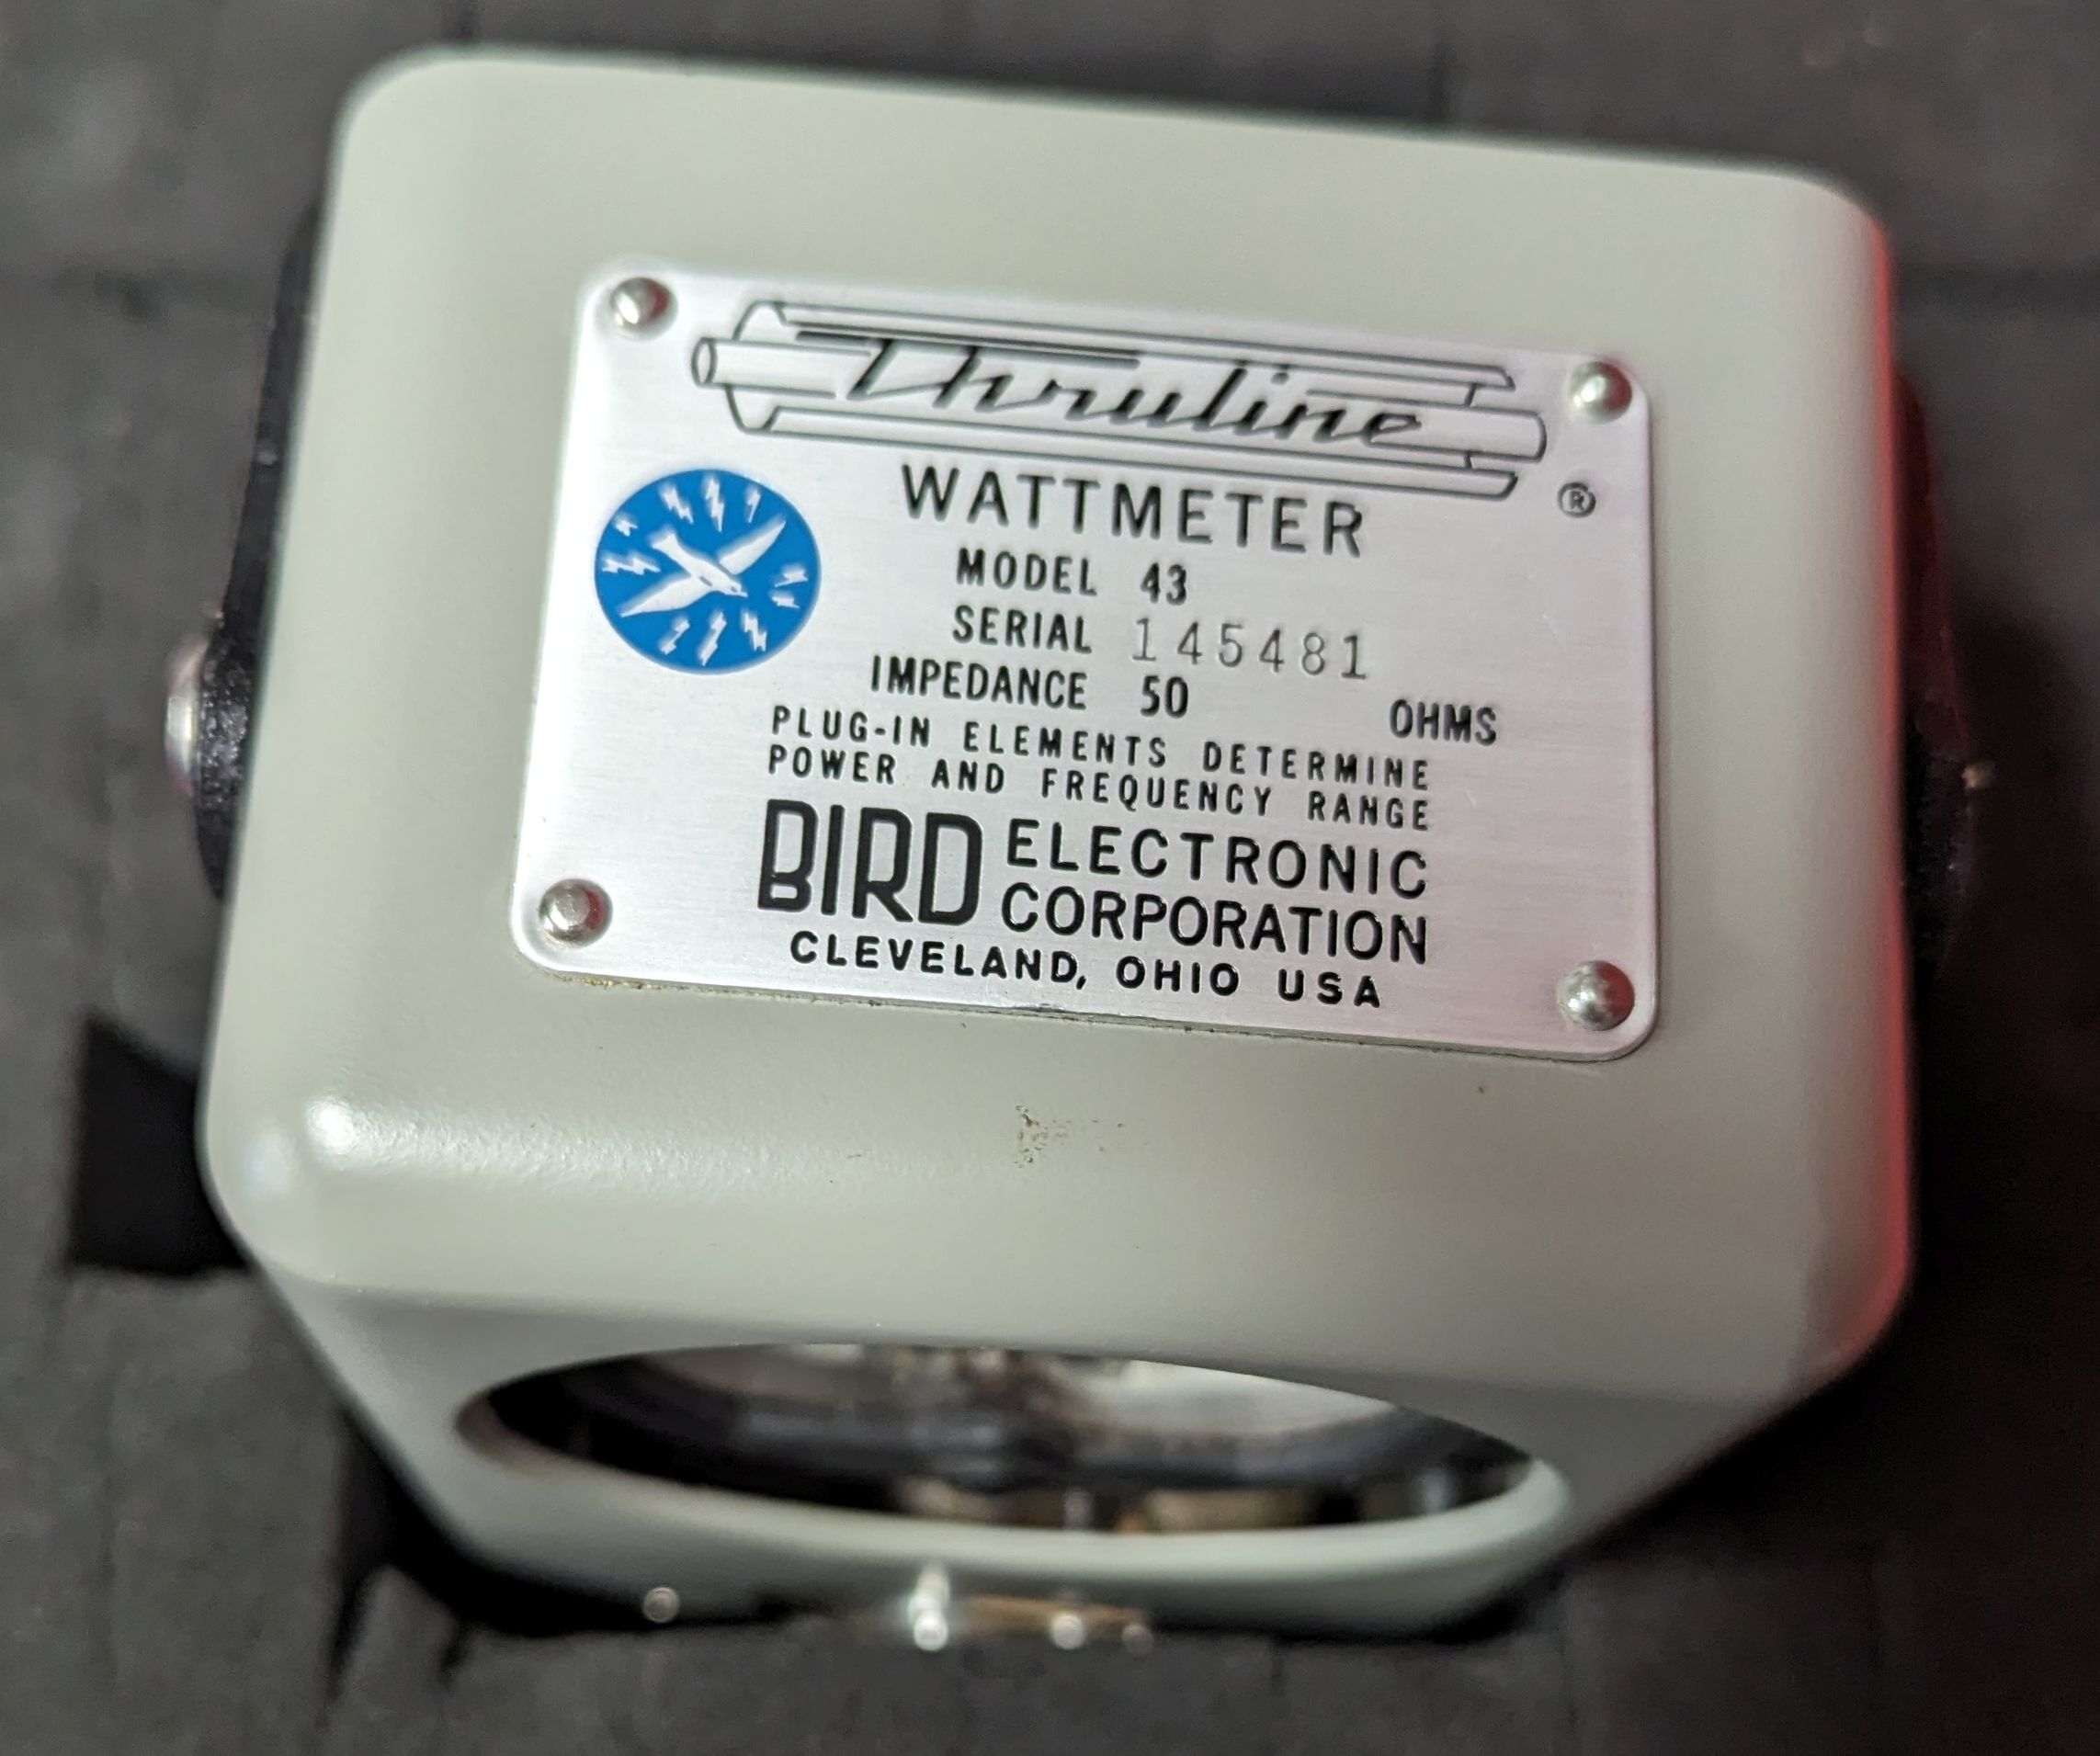 Thruline
®
WATTMETER
MODEL 43
SERIAL 145481
IMPEDANCE 50 OHMS
PLUG-IN ELEMENTS DETERMINE
POWER AND FREQUENCY RANGE
BIRD ELECTRONIC
CORPORATION
CLEVELAND, OHIO USA